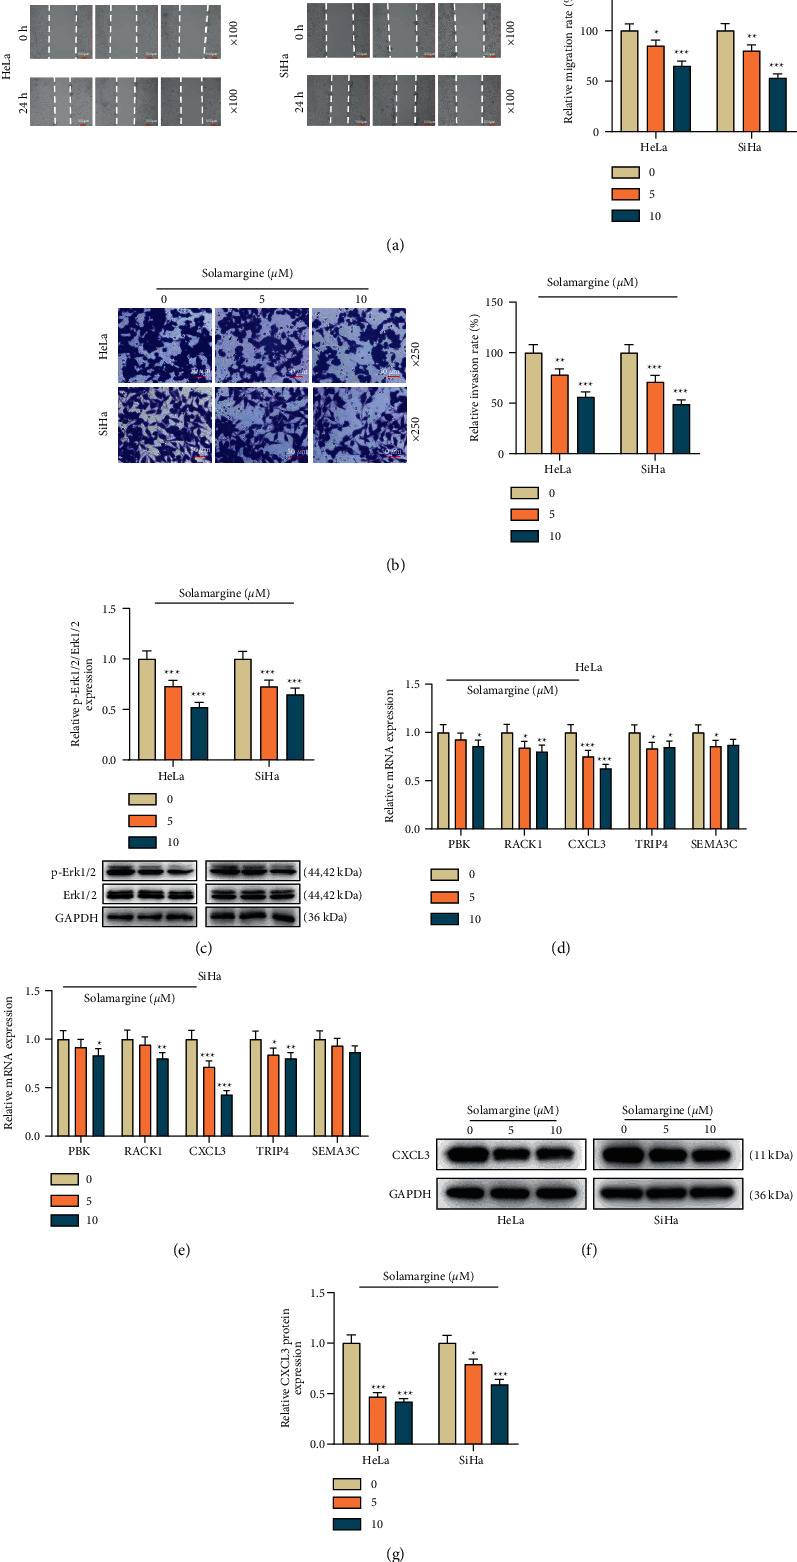 HeLa
0 h
×100
24 h
×100
SiHa
0 h
×100
24 h
×100
Relative migration rate (%
100
50
0
*
***
**
***
HeLa
SiHa
0
5
10
(a)
Solamargine (μM)
0 5 10
HeLa
×250
SiHa
×250
Solamargine (μM)
Relative invasion rate (%)
150
100
50
0
**
***
***
***
HeLa
SiHa
0
5
10
(b)
Solamargine (μM)
Relative p-Erk1/2/Erk1/2
expression
1.5
1.0
0.5
0.0
***
***
***
***
HeLa
SiHa
0
5
10
p-Erk1/2 (44,42 kDa)
Erk1/2 (44,42 kDa)
GAPDH (36 kDa)
(c)
HeLa
Solamargine (μM)
Relative mRNA expression
1.5
1.0
0.5
0.0
*
*
**
***
***
*
*
*
PBK RACK1 CXCL3 TRIP4 SEMA3C
0
5
10
(d)
SiHa
Solamargine (μM)
Relative mRNA expression
1.5
1.0
0.5
0.0
*
**
***
***
*
**
PBK RACK1 CXCL3 TRIP4 SEMA3C
0
5
10
(e)
Solamargine (μM) Solamargine (μM)
0 5 10 0 5 10
CXCL3 (11 kDa)
GAPDH (36 kDa)
HeLa SiHa
(f)
Solamargine (μM)
Relative CXCL3 protein
expression
1.5
1.0
0.5
0.0
***
***
*
***
HeLa
SiHa
0
5
10
(g)